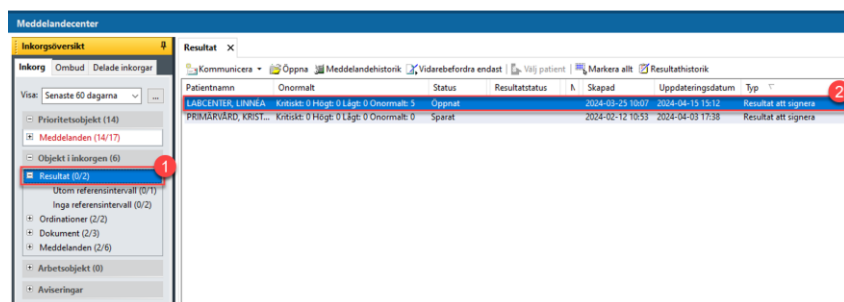 Meddelandecenter
Inkorgsöversikt
Inkorg Ombud Delade inkorgar
Visa: Senaste 60 dagarna ...
Prioritetsobjekt (14)
Meddelanden (14/17)
Objekt i inkorgen (6)
1
Resultat (0/2)
Utom referensintervall (0/1)
Inga referensintervall (0/2)
Ordinationer (2/2)
Dokument (2/3)
Meddelanden (2/6)
Arbetsobjekt (0)
Aviseringar
Resultat X
Kommunicera Öppna Meddelandehistorik Vidarebefordra endast Välj patient Markera allt Resultathistorik
Patientnamn Onormalt Status Resultatstatus Skapad Uppdateringsdatum Typ
2
LABCENTER, LINNÉA Kritiskt: 0 Högt: 0 Lågt: 0 Onormalt: 5 Öppnat 2024-03-25 10:07 2024-04-15 15:12 Resultat att signera
PRIMÄRVÅRD, KRIST... Kritiskt: 0 Högt: 0 Lågt: 0 Onormalt: 0 Sparat 2024-02-12 10:53 2024-04-03 17:38 Resultat att signera